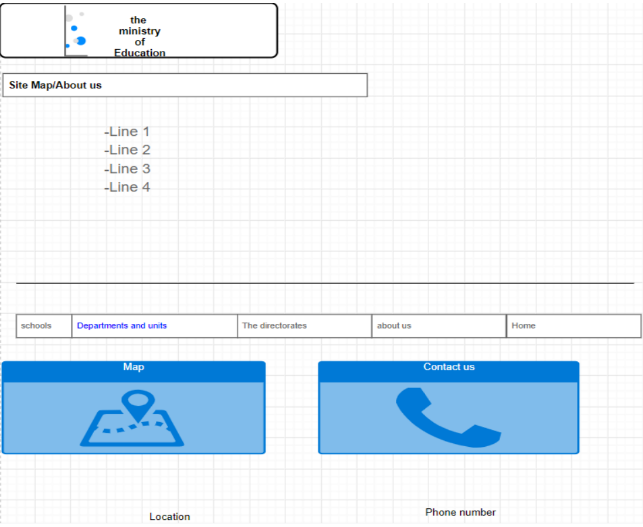 the
ministry
of
Education
Site Map/About us
-Line 1
-Line 2
-Line 3
-Line 4
schools
Departments and units
The directorates
about us
Home
Map
Contact us
Location
Phone number